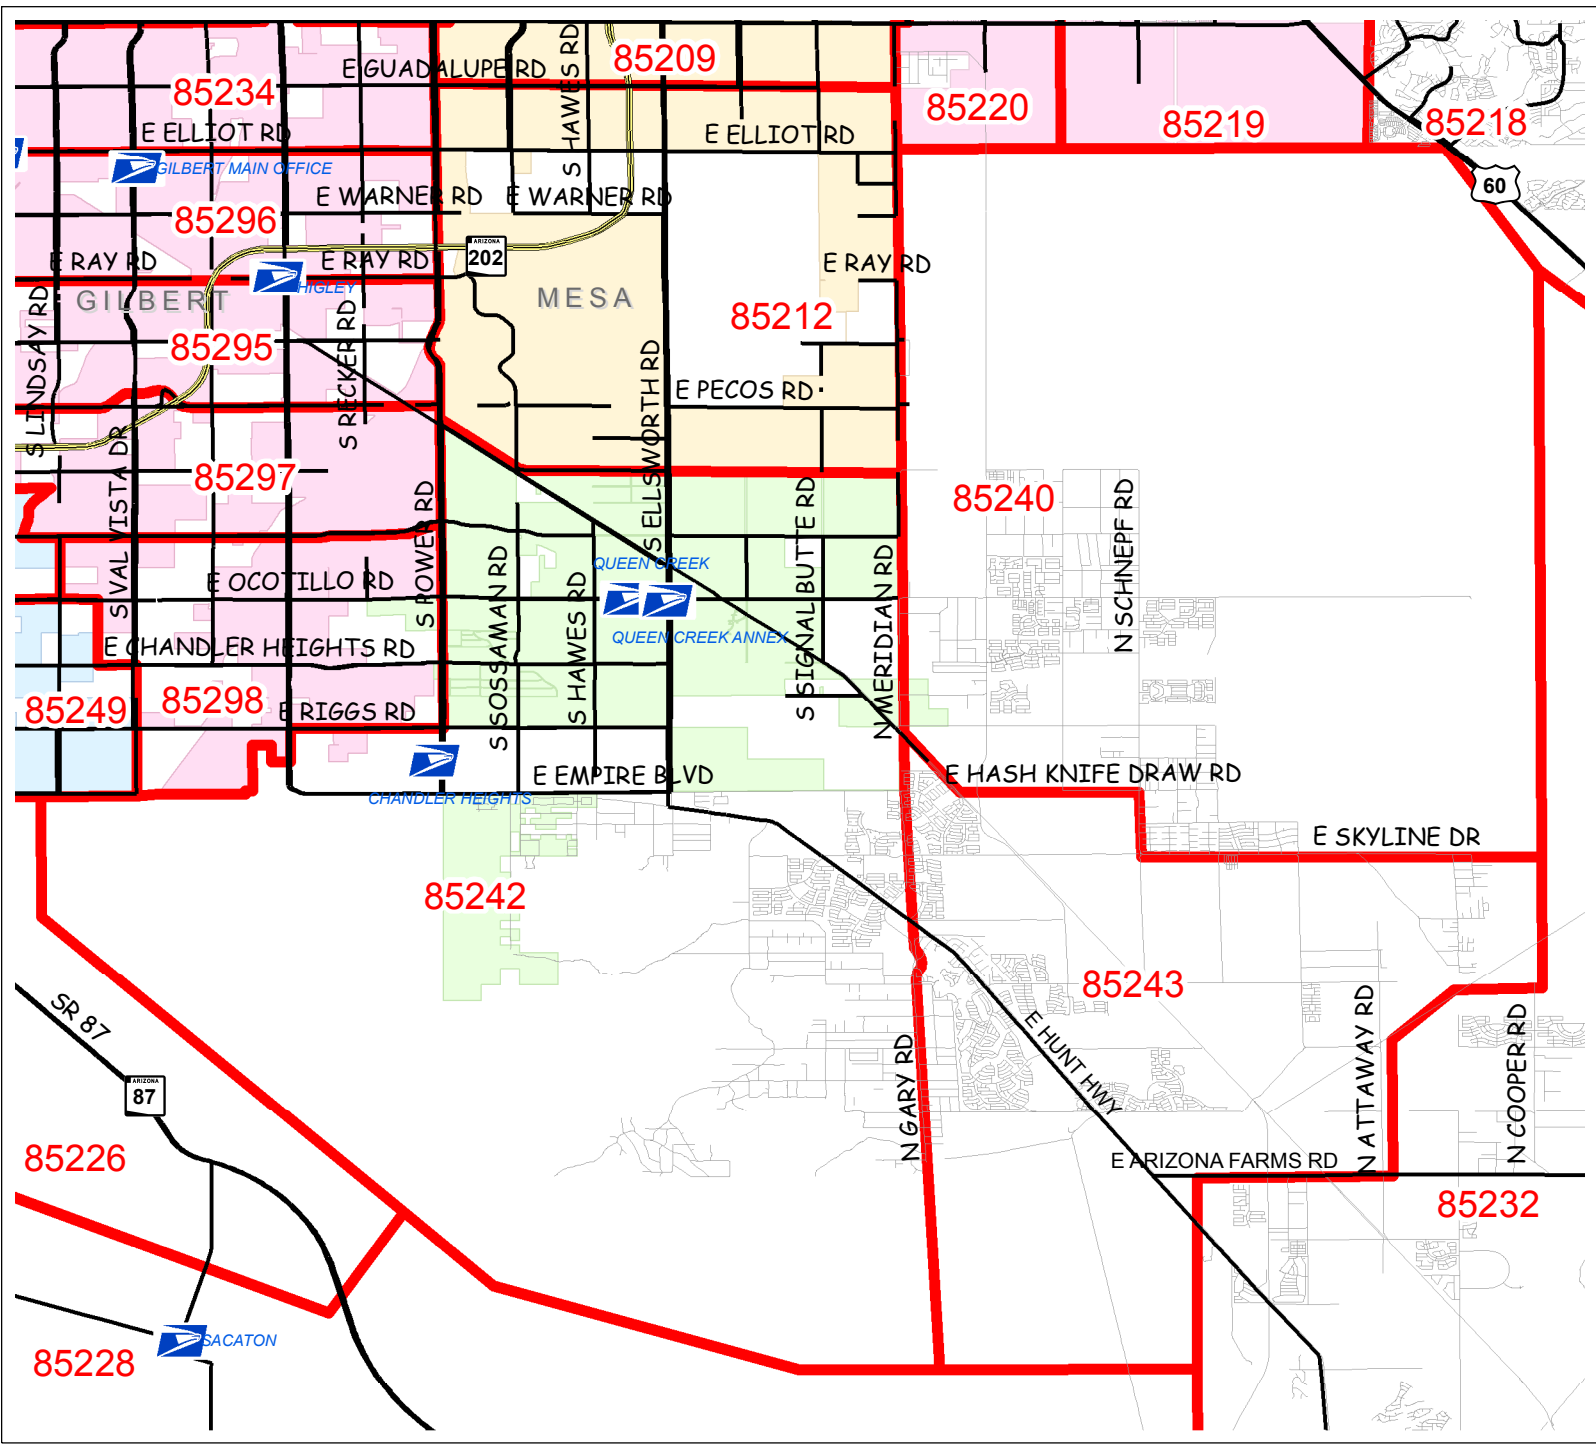 E GUADALUPE RD
S HAWES RD
85209
85234
85220
85219
85218
E ELLIOT RD
E ELLIOT RD
GILBERT MAIN OFFICE
60
E WARNER RD
E WARNER RD
85296
ARIZONA
202
E RAY RD
E RAY RD
E RAY RD
HIGLEY
GILBERT
MESA
85212
S LINDSAY RD
85295
S RECKER RD
S ELLSWORTH RD
E PECOS RD
S VAL VISTA DR
85297
85240
S POWER RD
S SOSSAMAN RD
S HAWES RD
S SIGNAL BUTTE RD
N MERIDIAN RD
N SCHNEPF RD
QUEEN CREEK
E OCOTILLO RD
QUEEN CREEK ANNEX
E CHANDLER HEIGHTS RD
85249
85298
E RIGGS RD
E EMPIRE BLVD
E HASH KNIFE DRAW RD
CHANDLER HEIGHTS
E SKYLINE DR
85242
85243
SR 87
ARIZONA
87
N GARY RD
E HUNT HWY
N ATTAWAY RD
N COOPER RD
85226
E ARIZONA FARMS RD
85232
SACATON
85228